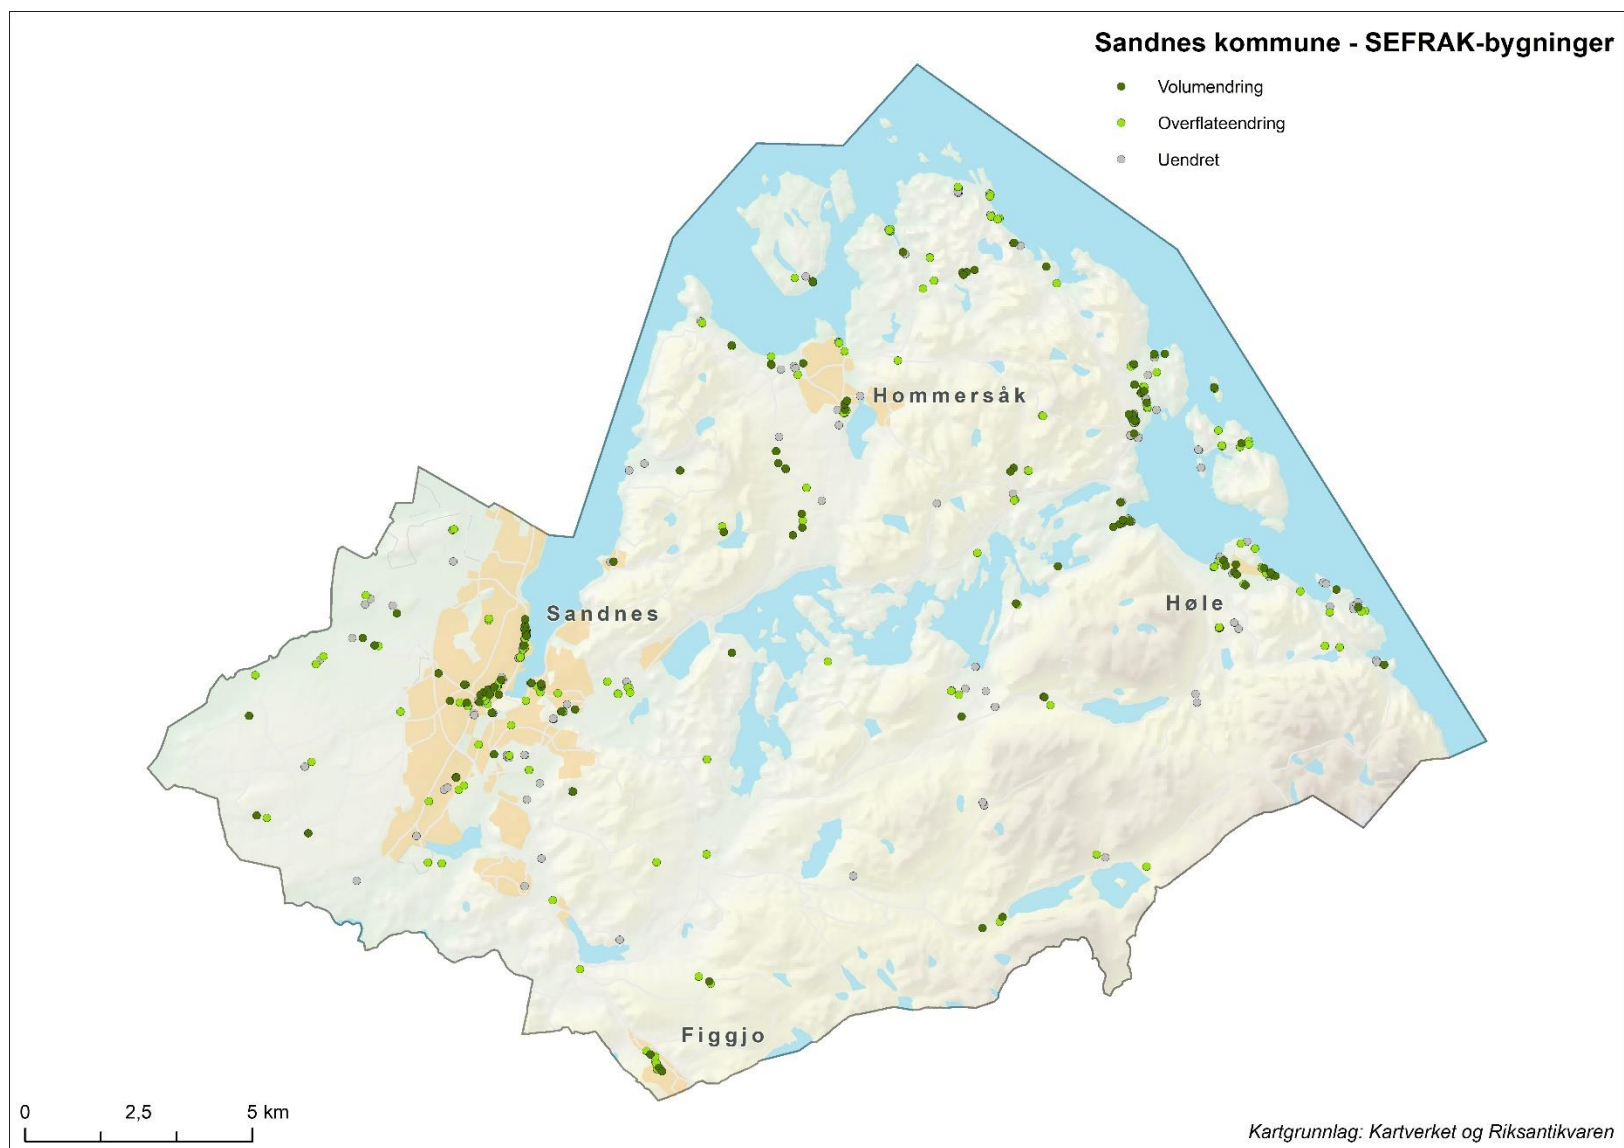 Sandnes kommune - SEFRAK-bygninger
Volumendring
Overflateendring
Uendret
Hommersåk
Sandnes
Høle
Figgjo
0 2,5 5 km
Kartgrunnlag: Kartverket og Riksantikvaren